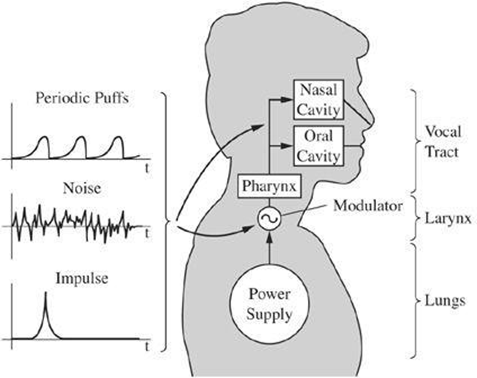 Periodic Puffs
t
Noise
t
Impulse
t
Nasal
Cavity
Oral
Cavity
Pharynx
Modulator
Power
Supply
Vocal
Tract
Larynx
Lungs